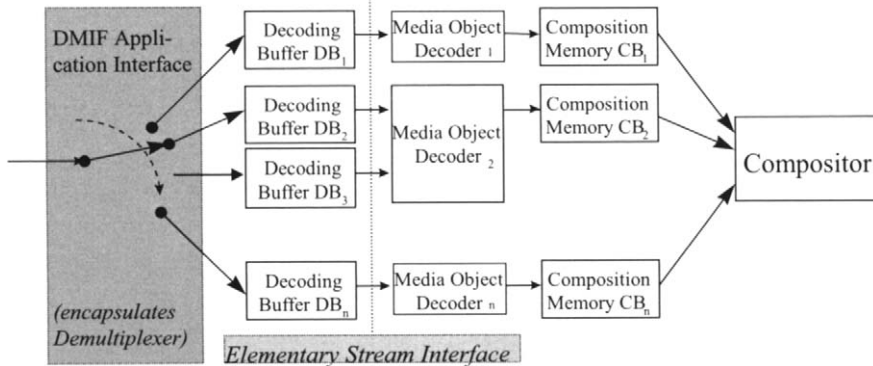 DMIF Appli-
cation Interface
(encapsulates
Demultiplexer)
Decoding
Buffer DB1
Media Object
Decoder 1
Composition
Memory CB1
Decoding
Buffer DB2
Media Object
Decoder
2
Composition
Memory CB2
Decoding
Buffer DB3
Compositor
Decoding
Buffer DBn
Media Object
Decoder n
Composition
Memory CBn
Elementary Stream Interface